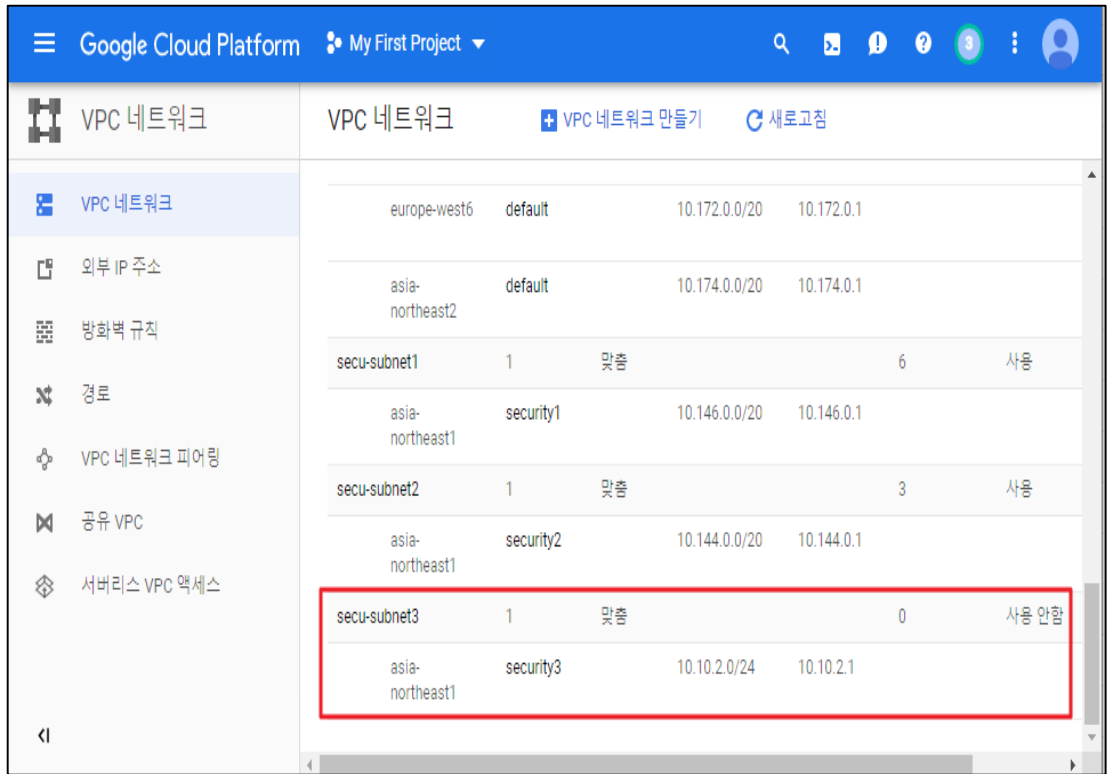 Google Cloud Platform My First Project 3
VPC 네트워크
VPC 네트워크 VPC 네트워크 만들기 새로고침
VPC 네트워크
외부 IP 주소
방화벽 규칙
경로
VPC 네트워크 피어링
공유 VPC
서버리스 VPC 액세스
europe-west6 default 10.172.0.0/20 10.172.0.1
asia- default 10.174.0.0/20 10.174.0.1
northeast2
secu-subnet1 1 맞춤 6 사용
asia- security1 10.146.0.0/20 10.146.0.1
northeast1
secu-subnet2 1 맞춤 3 사용
asia- security2 10.144.0.0/20 10.144.0.1
northeast1
secu-subnet3 1 맞춤 0 사용 안함
asia- security3 10.10.2.0/24 10.10.2.1
northeast1